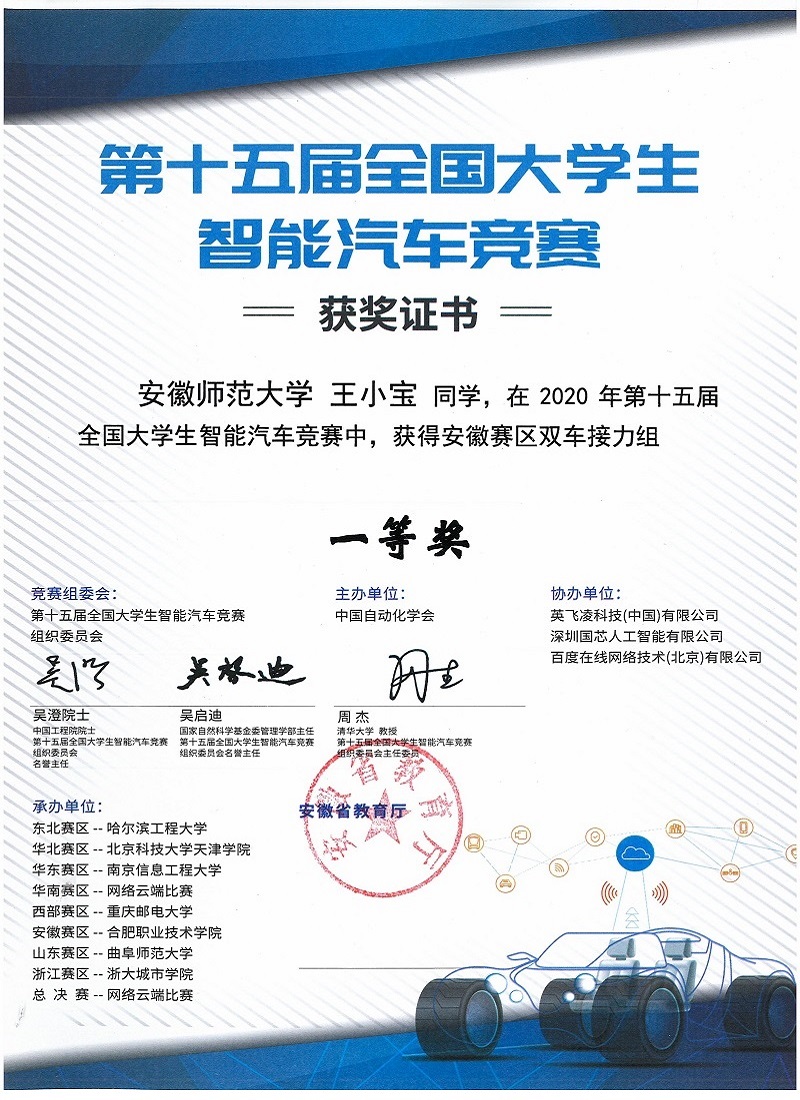 第十五届全国大学生
智能汽车竞赛
获奖证书
安徽师范大学 王小宝 同学，在 2020 年第十五届
全国大学生智能汽车竞赛中，获得安徽赛区双车接力组
一等奖
竞赛组委会：
第十五届全国大学生智能汽车竞赛
组织委员会
主办单位：
中国自动化学会
协办单位：
英飞凌科技(中国)有限公司
深圳国芯人工智能有限公司
百度在线网络技术(北京)有限公司
吴启迪
吴澄院士
中国工程院院士
第十五届全国大学生智能汽车竞赛
组织委员会
名誉主任
吴启迪
国家自然科学基金委管理学部主任
第十五届全国大学生智能汽车竞赛
组织委员会名誉主任
周 杰
清华大学 教授
第十五届全国大学生智能汽车竞赛
组织委员会主任委员
安徽省教育厅
安徽省教育厅
承办单位：
东北赛区 -- 哈尔滨工程大学
华北赛区 -- 北京科技大学天津学院
华东赛区 -- 南京信息工程大学
华南赛区 -- 网络云端比赛
西部赛区 -- 重庆邮电大学
安徽赛区 -- 合肥职业技术学院
山东赛区 -- 曲阜师范大学
浙江赛区 -- 浙大城市学院
总 决 赛 -- 网络云端比赛